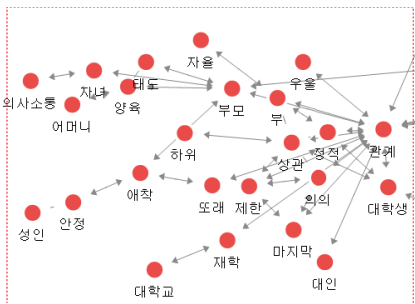 자율
우울
태도
자녀
의사소통
양육
부모
부
어머니
관계
하위
정적
상관
애착
대학생
또래
제한
의의
안정
성인
마지막
재학
대인
대학교